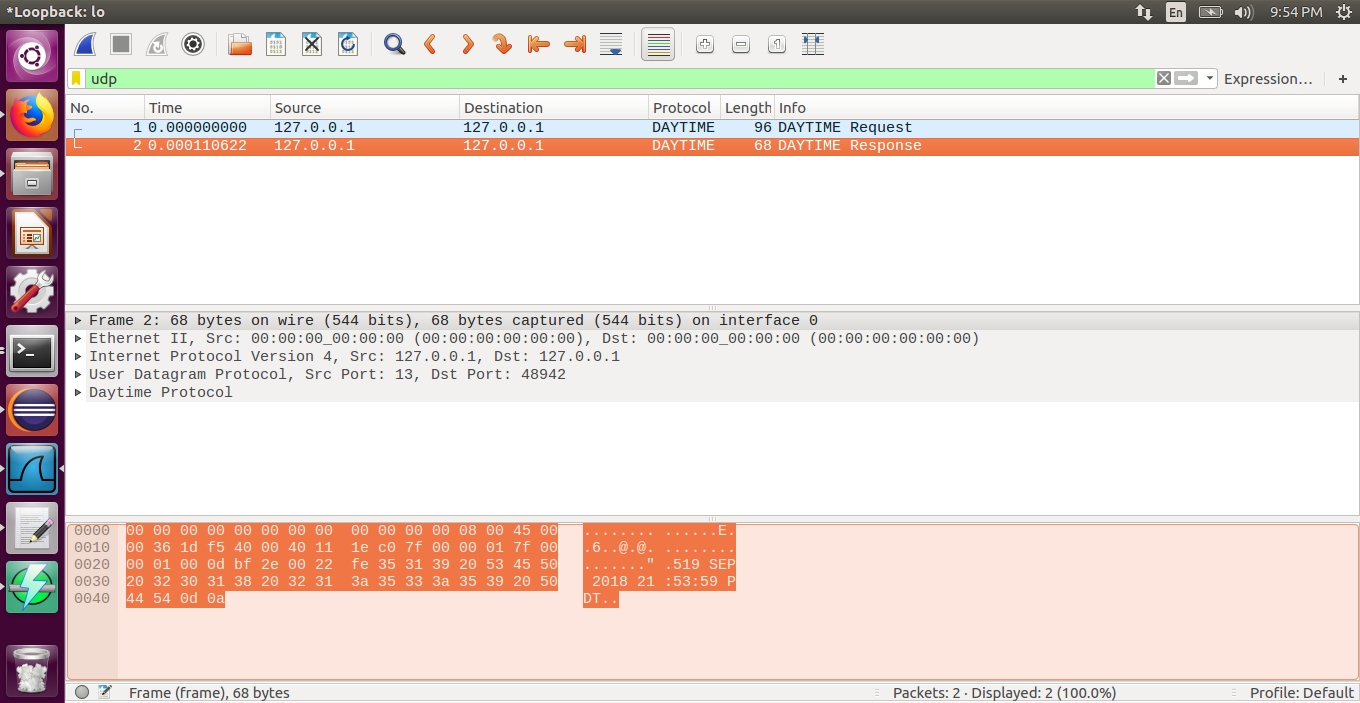 *Loopback: lo
En
9:54 PM
udp
Expression…
+
No. Time Source Destination Protocol Length Info
1 0.000000000 127.0.0.1 127.0.0.1 DAYTIME 96 DAYTIME Request
2 0.000110622 127.0.0.1 127.0.0.1 DAYTIME 68 DAYTIME Response
Frame 2: 68 bytes on wire (544 bits), 68 bytes captured (544 bits) on interface 0
Ethernet II, Src: 00:00:00_00:00:00 (00:00:00:00:00:00), Dst: 00:00:00_00:00:00 (00:00:00:00:00:00)
Internet Protocol Version 4, Src: 127.0.0.1, Dst: 127.0.0.1
User Datagram Protocol, Src Port: 13, Dst Port: 48942
Daytime Protocol
0000 00 00 00 00 00 00 00 00 00 00 00 00 08 00 45 00 ........ ......E.
0010 00 36 1d f5 40 00 40 11 1e c0 7f 00 00 01 7f 00 .6..@.@. ........
0020 00 01 00 0d bf 2e 00 22 fe 35 31 39 20 53 45 50 ......." .519 SEP
0030 20 32 30 31 38 20 32 31 3a 35 33 3a 35 39 20 50 2018 21 :53:59 P
0040 44 54 0d 0a DT..
Frame (frame), 68 bytes
Packets: 2 · Displayed: 2 (100.0%)
Profile: Default